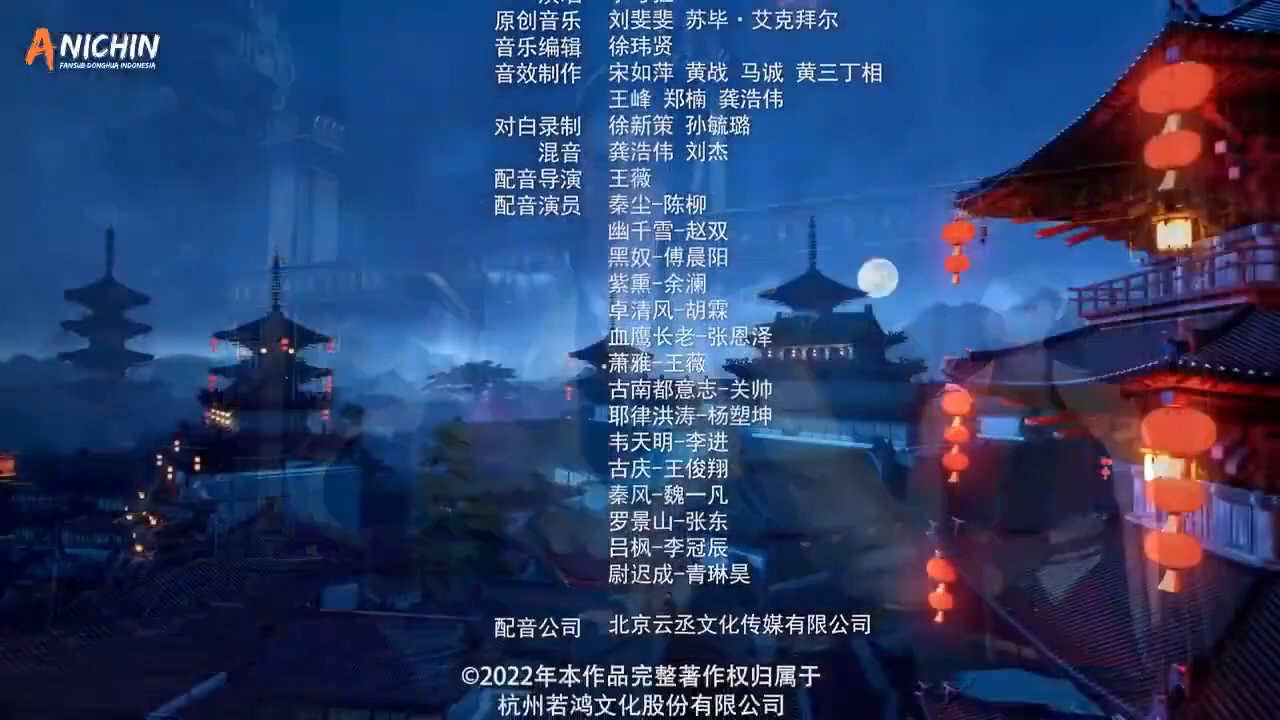 ANICHIN
FANSUB DONGHUA INDONESIA
原创音乐 刘斐斐 苏毕·艾克拜尔
音乐编辑 徐玮贤
音效制作 宋如萍 黄战 马诚 黄三丁相
王峰 郑楠 龚浩伟
对白录制 徐新策 孙毓璐
混音 龚浩伟 刘杰
配音导演 王薇
配音演员 秦尘-陈柳
幽千雪-赵双
黑奴-傅晨阳
紫熏-余澜
卓清风-胡霖
血鹰长老-张恩泽
萧雅-王薇
古南都意志-关帅
耶律洪涛-杨塑坤
韦天明-李进
古庆-王俊翔
秦风-魏一凡
罗景山-张东
吕枫-李冠辰
尉迟成-青琳昊
配音公司 北京云丞文化传媒有限公司
©2022年本作品完整著作权归属于
杭州若鸿文化股份有限公司